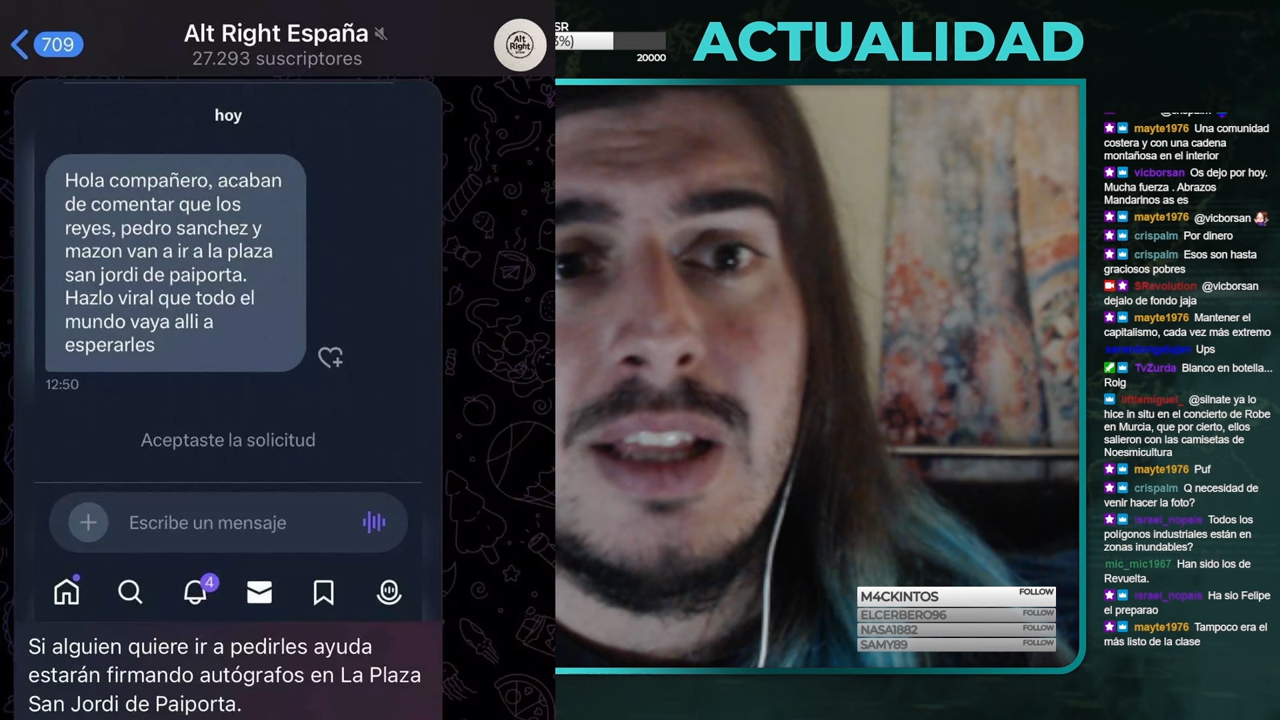 709
Alt Right España
27.293 suscriptores
Alt
Right
hoy
Hola compañero, acaban
de comentar que los
reyes, pedro sanchez y
mazon van a ir a la plaza
san jordi de paiporta.
Hazlo viral que todo el
mundo vaya alli a
esperarles
12:50
Aceptaste la solicitud
Escribe un mensaje
4
Si alguien quiere ir a pedirles ayuda
estarán firmando autógrafos en La Plaza
San Jordi de Paiporta.
SR
3%)
20000
ACTUALIDAD
M4CKINTOS FOLLOW
ELCERBERO96 FOLLOW
NASA1882 FOLLOW
SAMY89 FOLLOW
mayte1976 Una comunidad
costera y con una cadena
montañosa en el interior
vicborsan Os dejo por hoy.
Mucha fuerza . Abrazos
Mandarinos as es
mayte1976 @vicborsan
crispalm Por dinero
crispalm Esos son hasta
graciosos pobres
SRevolution @vicborsan
dejalo de fondo jaja
mayte1976 Mantener el
capitalismo, cada vez más extremo
Ups
TvZurda Blanco en botella...
Roig
littlemiguel_ @silnate ya lo
hice in situ en el concierto de Robe
en Murcia, que por cierto, ellos
salieron con las camisetas de
Noesmicultura
mayte1976 Puf
crispalm Q necesidad de
venir hacer la foto?
israel_nopais Todos los
polígonos industriales están en
zonas inundables?
mic_mic1967 Han sido los de
Revuelta.
israel_nopais Ha sio Felipe
el preparao
mayte1976 Tampoco era el
más listo de la clase